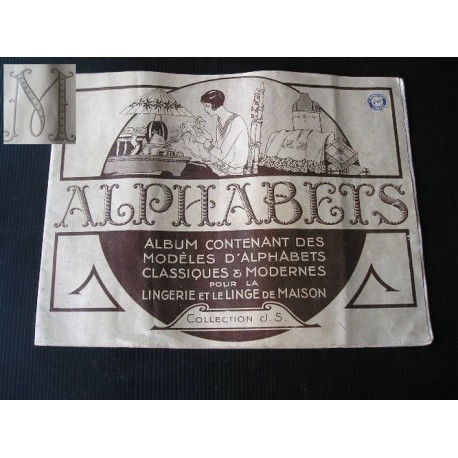 M
ALPHABETS
ALBUM CONTENANT DES
MODÈLES D'ALPHABETS
CLASSIQUES & MODERNES
POUR LA
LINGERIE ET LE LINGE DE MAISON
COLLECTION J.S.